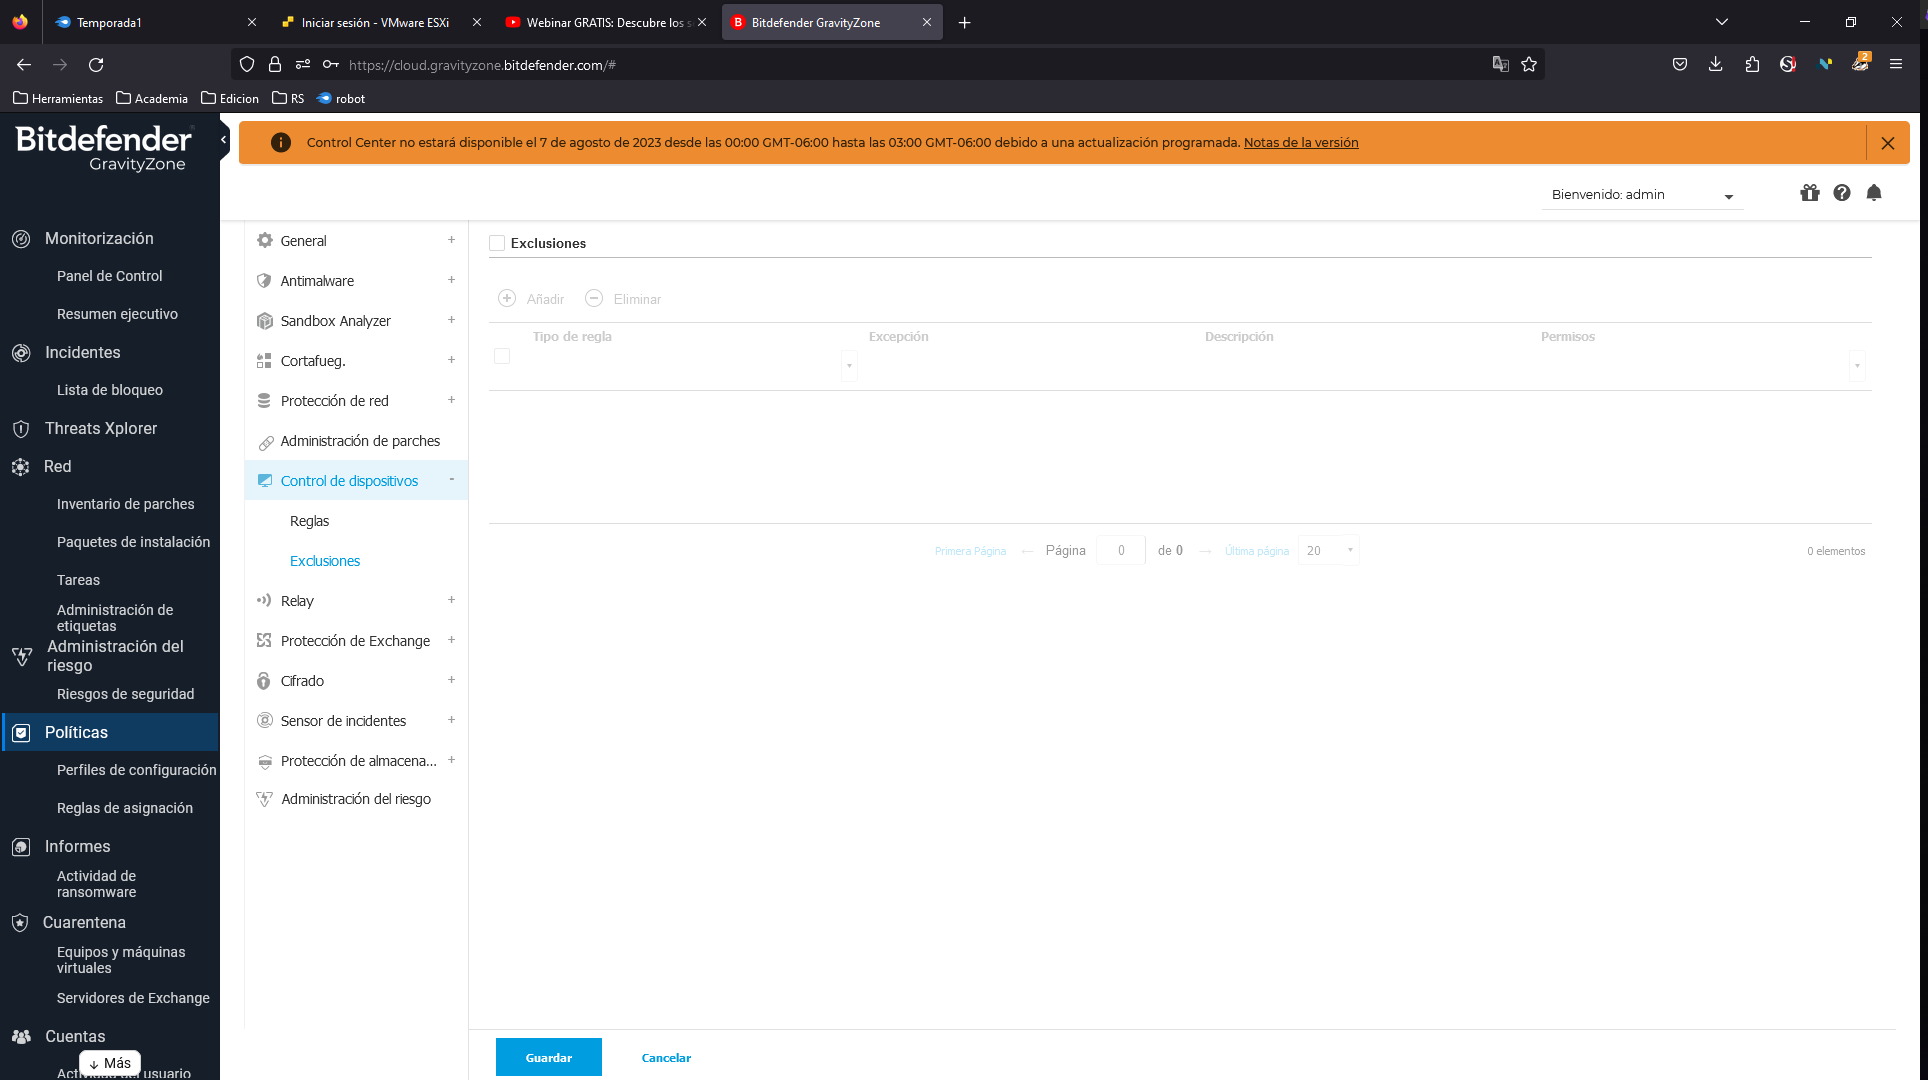 Temporada1
Iniciar sesión - VMware ESXi
Webinar GRATIS: Descubre los s
Bitdefender GravityZone
https://cloud.gravityzone.bitdefender.com/#
2
Herramientas
Academia
Edicion
RS
robot
Bitdefender
GravityZone
Control Center no estará disponible el 7 de agosto de 2023 desde las 00:00 GMT-06:00 hasta las 03:00 GMT-06:00 debido a una actualización programada. Notas de la versión
Bienvenido: admin
Monitorización
Panel de Control
Resumen ejecutivo
Incidentes
Lista de bloqueo
Threats Xplorer
Red
Inventario de parches
Paquetes de instalación
Tareas
Administración de
etiquetas
Administración del
riesgo
Riesgos de seguridad
Políticas
Perfiles de configuración
Reglas de asignación
Informes
Actividad de
ransomware
Cuarentena
Equipos y máquinas
virtuales
Servidores de Exchange
Cuentas
↓ Más
usuario
General +
Antimalware +
Sandbox Analyzer +
Cortafueg. +
Protección de red +
Administración de parches
Control de dispositivos -
Reglas
Exclusiones
Relay +
Protección de Exchange +
Cifrado +
Sensor de incidentes +
Protección de almacena... +
Administración del riesgo
Exclusiones
Añadir
Eliminar
Tipo de regla
Excepción
Descripción
Permisos
Primera Página ← Página 0 de 0 → Última página 20
0 elementos
Guardar
Cancelar